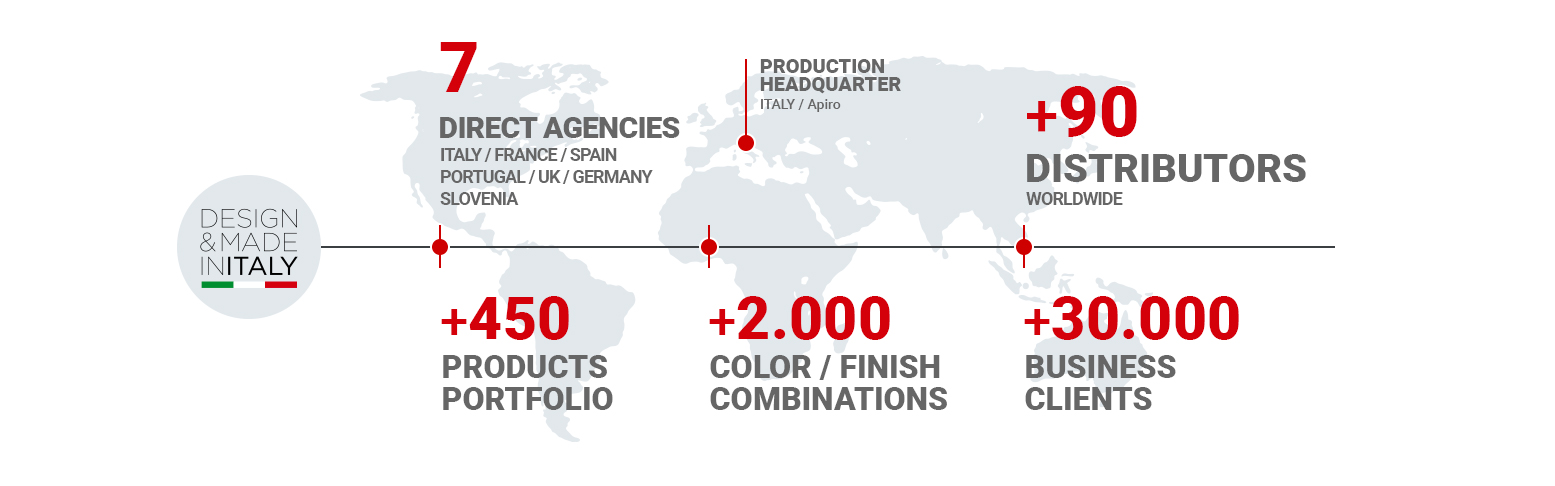 DESIGN
&MADE
INITALY
7
DIRECT AGENCIES
ITALY / FRANCE / SPAIN
PORTUGAL / UK / GERMANY
SLOVENIA
PRODUCTION
HEADQUARTER
ITALY / Apiro
+90
DISTRIBUTORS
WORLDWIDE
+450
PRODUCTS
PORTFOLIO
+2.000
COLOR / FINISH
COMBINATIONS
+30.000
BUSINESS
CLIENTS